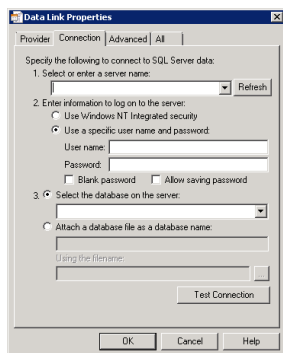 Data Link Properties
Provider Connection Advanced All
Specify the following to connect to SQL Server data:
1. Select or enter a server name:
Refresh
2. Enter information to log on to the server:
Use Windows NT Integrated security
Use a specific user name and password:
User name:
Password:
Blank password Allow saving password
3. Select the database on the server:
Attach a database file as a database name:
Using the filename:
...
Test Connection
OK Cancel Help